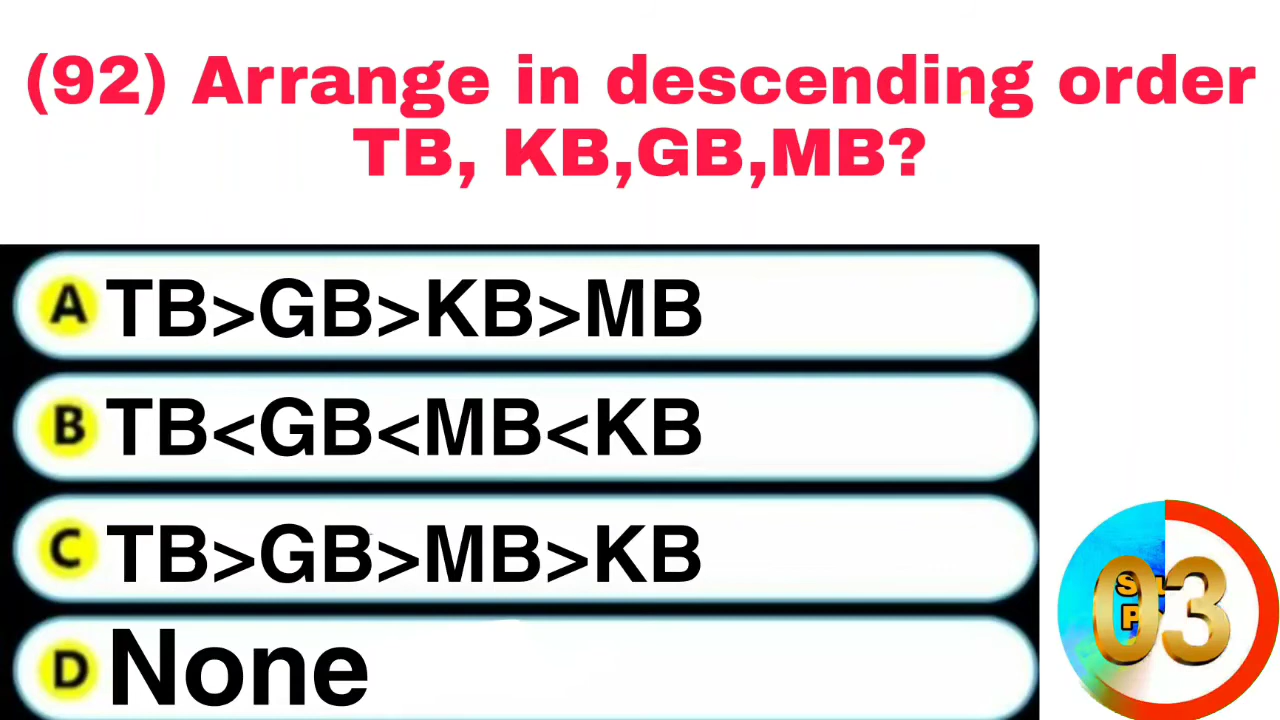 (92) Arrange in descending order
TB, KB,GB,MB?
A TB>GB>KB>MB
B TB<GB<MB<KB
C TB>GB>MB>KB
D None
03